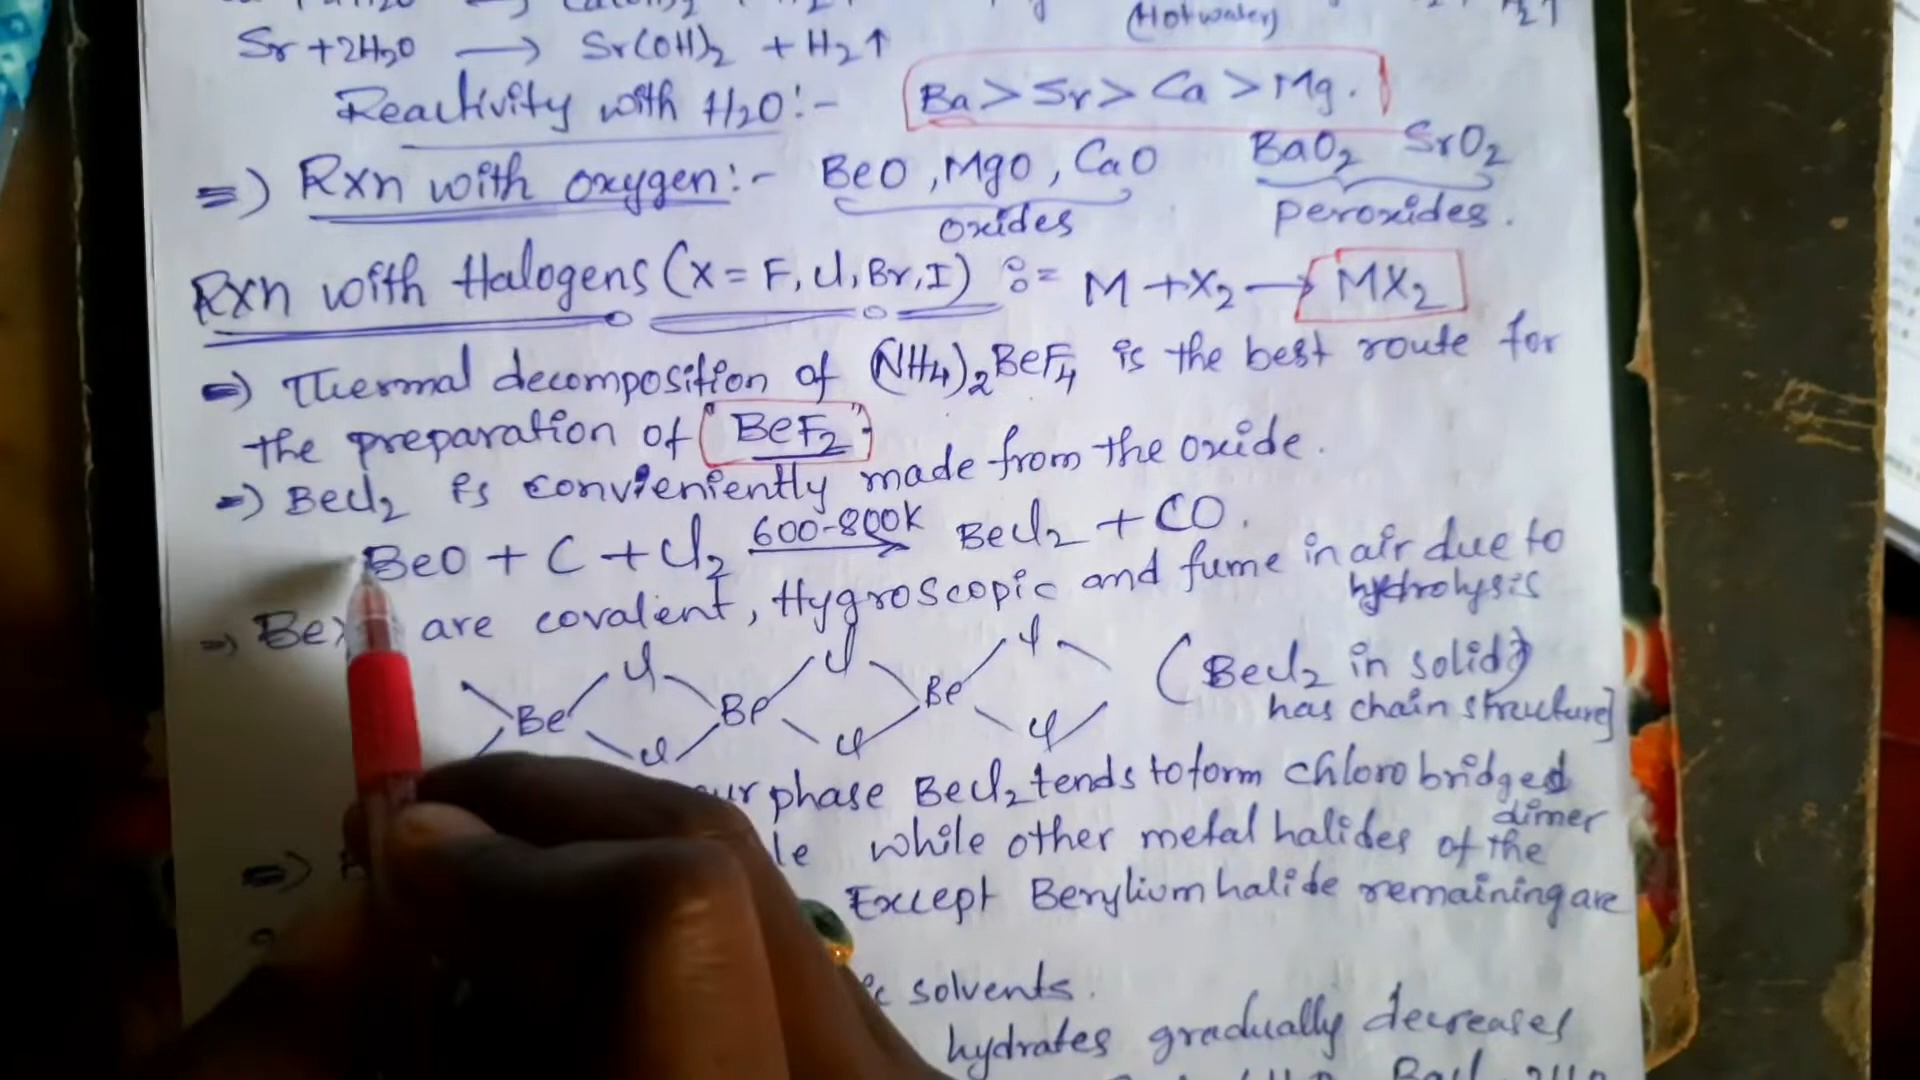 Sr + 2H2O → Sr(OH)2 + H2↑
(Hot water)
Reactivity with H2O:- Ba > Sr > Ca > Mg.
=) Rxn with oxygen:- BeO, MgO, CaO BaO2 SrO2
oxides peroxides.
Rxn with Halogens (X = F, Cl, Br, I) := M + X2 → MX2
=) Thermal decomposition of (NH4)2BeF4 is the best route for
the preparation of "BeF2".
=) BeCl2 is convieniently made from the oxide.
BeO + C + Cl2 600-800K → BeCl2 + CO.
=) Be are covalent, Hygroscopic and fume in air due to
hydrolysis
Cl Cl Cl
Be Be Be
Cl Cl Cl
(BeCl2 in solid)
has chain structure]
phase BeCl2 tends to form chloro bridged
dimer
while other metal halides of the
Except Berylium halide remaining are
solvents.
hydrates gradually decreases